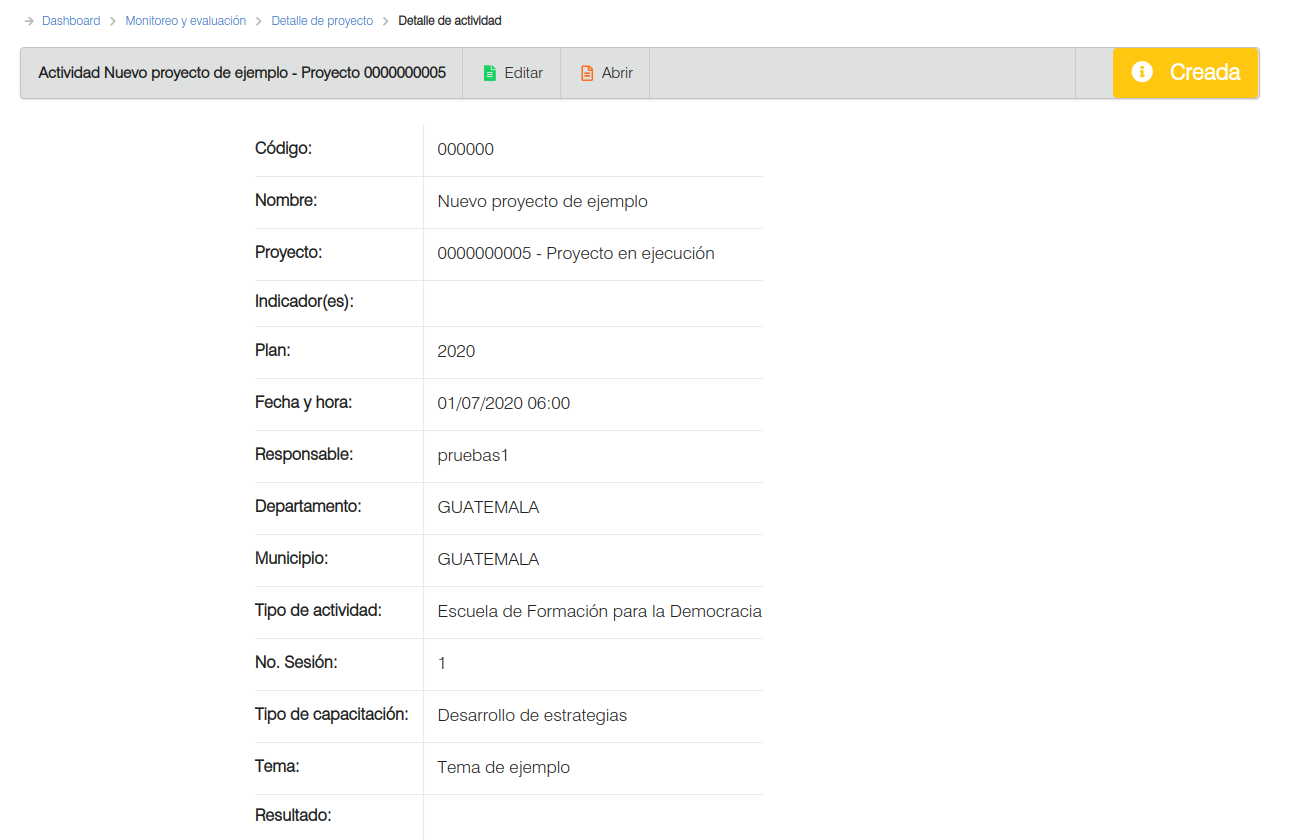 Dashboard > Monitoreo y evaluación > Detalle de proyecto > Detalle de actividad
Actividad Nuevo proyecto de ejemplo - Proyecto 0000000005 Editar Abrir Creada
Código: 000000
Nombre: Nuevo proyecto de ejemplo
Proyecto: 0000000005 - Proyecto en ejecución
Indicador(es):
Plan: 2020
Fecha y hora: 01/07/2020 06:00
Responsable: pruebas1
Departamento: GUATEMALA
Municipio: GUATEMALA
Tipo de actividad: Escuela de Formación para la Democracia
No. Sesión: 1
Tipo de capacitación: Desarrollo de estrategias
Tema: Tema de ejemplo
Resultado: